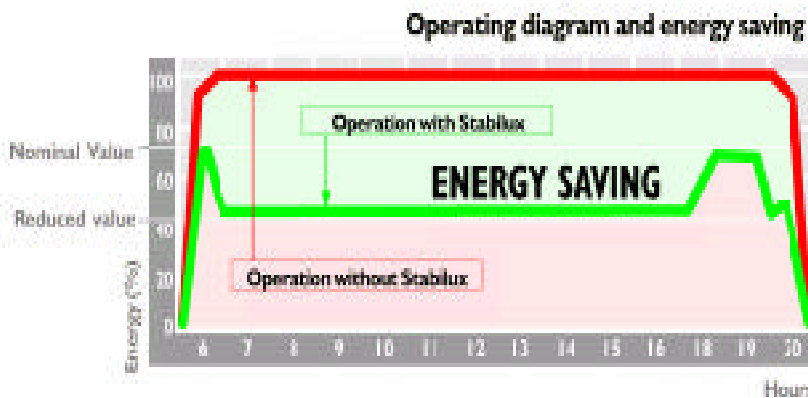 Operating diagram and energy saving
100
80
60
40
20
0
Nominal Value
Reduced value
Energy (%)
Operation with Stabilux
ENERGY SAVING
Operation without Stabilux
6 7 8 9 10 11 12 13 14 15 16 18 19 20
Hours